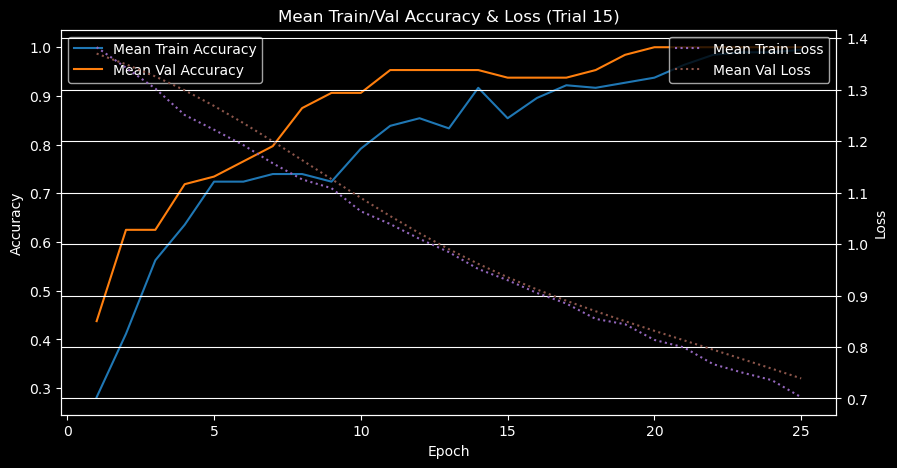 Mean Train/Val Accuracy & Loss (Trial 15)
Mean Train Accuracy
Mean Val Accuracy
Mean Train Loss
Mean Val Loss
1.0
0.9
0.8
0.7
0.6
0.5
0.4
0.3
Accuracy
1.4
1.3
1.2
1.1
1.0
0.9
0.8
0.7
Loss
0 5 10 15 20 25
Epoch